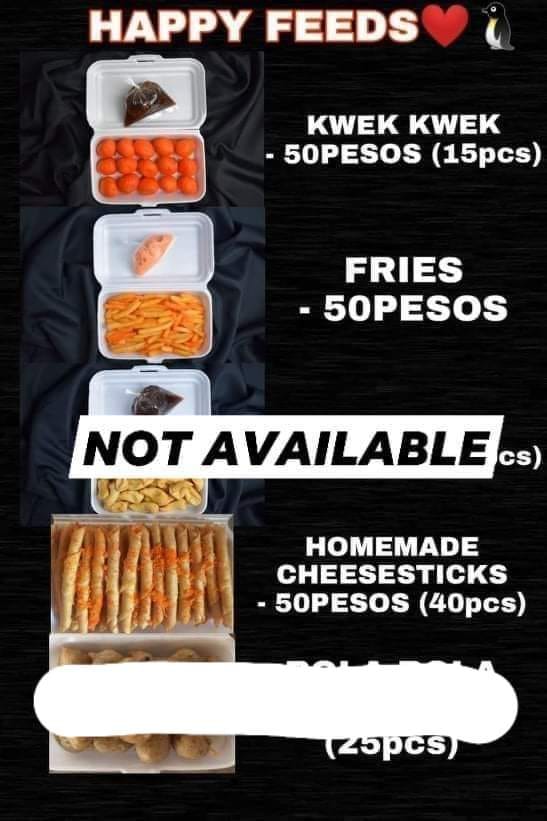 HAPPY FEEDS❤️🐧
KWEK KWEK
- 50PESOS (15pcs)
FRIES
- 50PESOS
NOT AVAILABLE cs)
HOMEMADE
CHEESESTICKS
- 50PESOS (40pcs)
(25pcs)